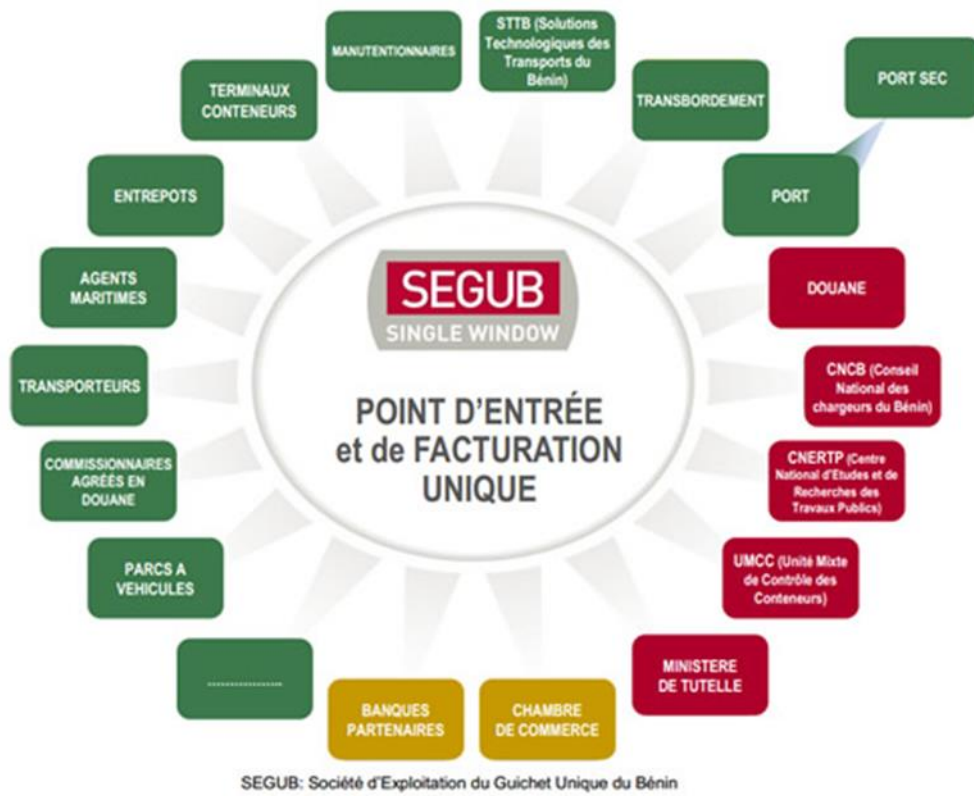 MANUTENTIONNAIRES
STTB (Solutions
Technologiques des
Transports du
Bénin)
TERMINAUX
CONTENEURS
TRANSBORDEMENT
PORT SEC
ENTREPOTS
PORT
AGENTS
MARITIMES
SEGUB
SINGLE WINDOW
DOUANE
TRANSPORTEURS
POINT D'ENTRÉE
et de FACTURATION
UNIQUE
CNCB (Conseil
National des
chargeurs du Bénin)
COMMISSIONNAIRES
AGRÉÉS EN
DOUANE
CNERTP (Centre
National d'Etudes et de
Recherches des
Travaux Publics)
PARCS A
VEHICULES
UMCC (Unité Mixte
de Contrôle des
Conteneurs)
................
MINISTERE
DE TUTELLE
BANQUES
PARTENAIRES
CHAMBRE
DE COMMERCE
SEGUB: Société d'Exploitation du Guichet Unique du Bénin